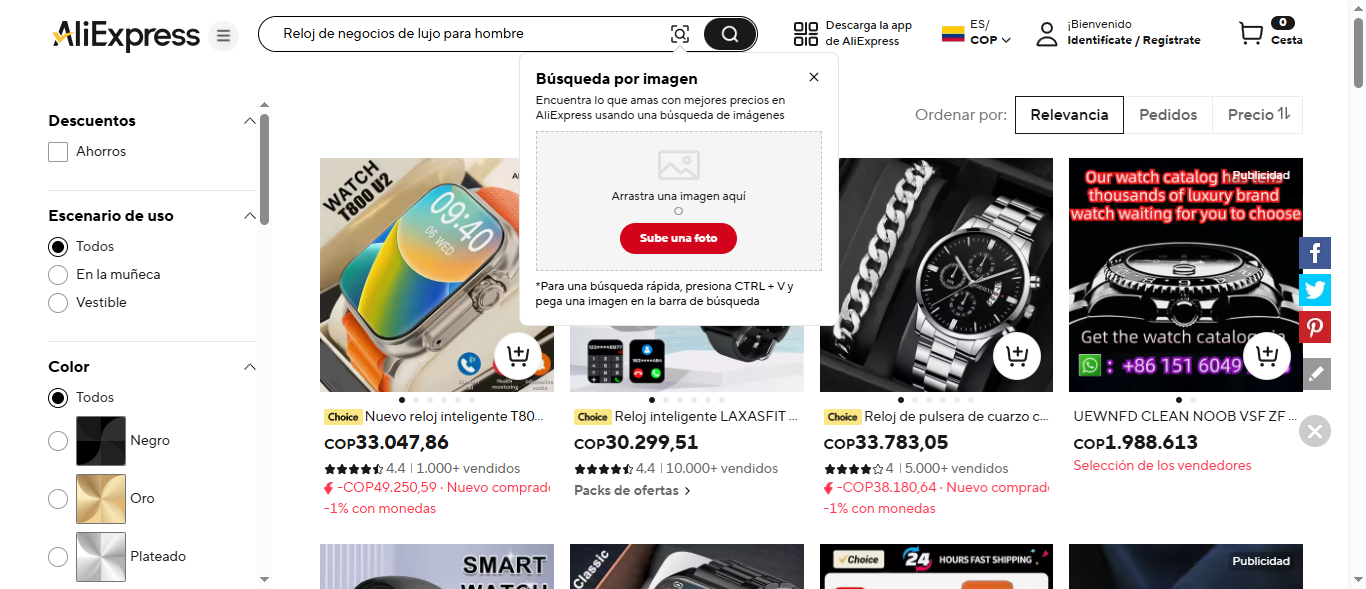 AliExpress
Reloj de negocios de lujo para hombre
Descarga la app
de AliExpress
ES/
COP
¡Bienvenido
Identifícate / Regístrate
0
Cesta
Búsqueda por imagen
Encuentra lo que amas con mejores precios en
AliExpress usando una búsqueda de imágenes
Arrastra una imagen aquí
O
Sube una foto
*Para una búsqueda rápida, presiona CTRL + V y
pega una imagen en la barra de búsqueda
Descuentos
Ahorros
Escenario de uso
Todos
En la muñeca
Vestible
Color
Todos
Negro
Oro
Plateado
Ordenar por:
Relevancia
Pedidos
Precio
WATCH
T800 U2
09:40
06 WED
Choice Nuevo reloj inteligente T80...
COP33.047,86
4.4 | 1.000+ vendidos
-COP49.250,59 · Nuevo comprado
-1% con monedas
Choice Reloj inteligente LAXASFIT ...
COP30.299,51
4.4 | 10.000+ vendidos
Packs de ofertas >
Choice Reloj de pulsera de cuarzo c...
COP33.783,05
4 | 5.000+ vendidos
-COP38.180,64 · Nuevo comprado
-1% con monedas
Publicidad
Our watch catalog has tens
thousands of luxury brand
watch waiting for you to choose
Get the watch catalog
: +86 151 6049
UEWNFD CLEAN NOOB VSF ZF ...
COP1.988.613
Selección de los vendedores
SMART
WATCH
Classic
Choice
24
HOURS FAST SHIPPING
Publicidad